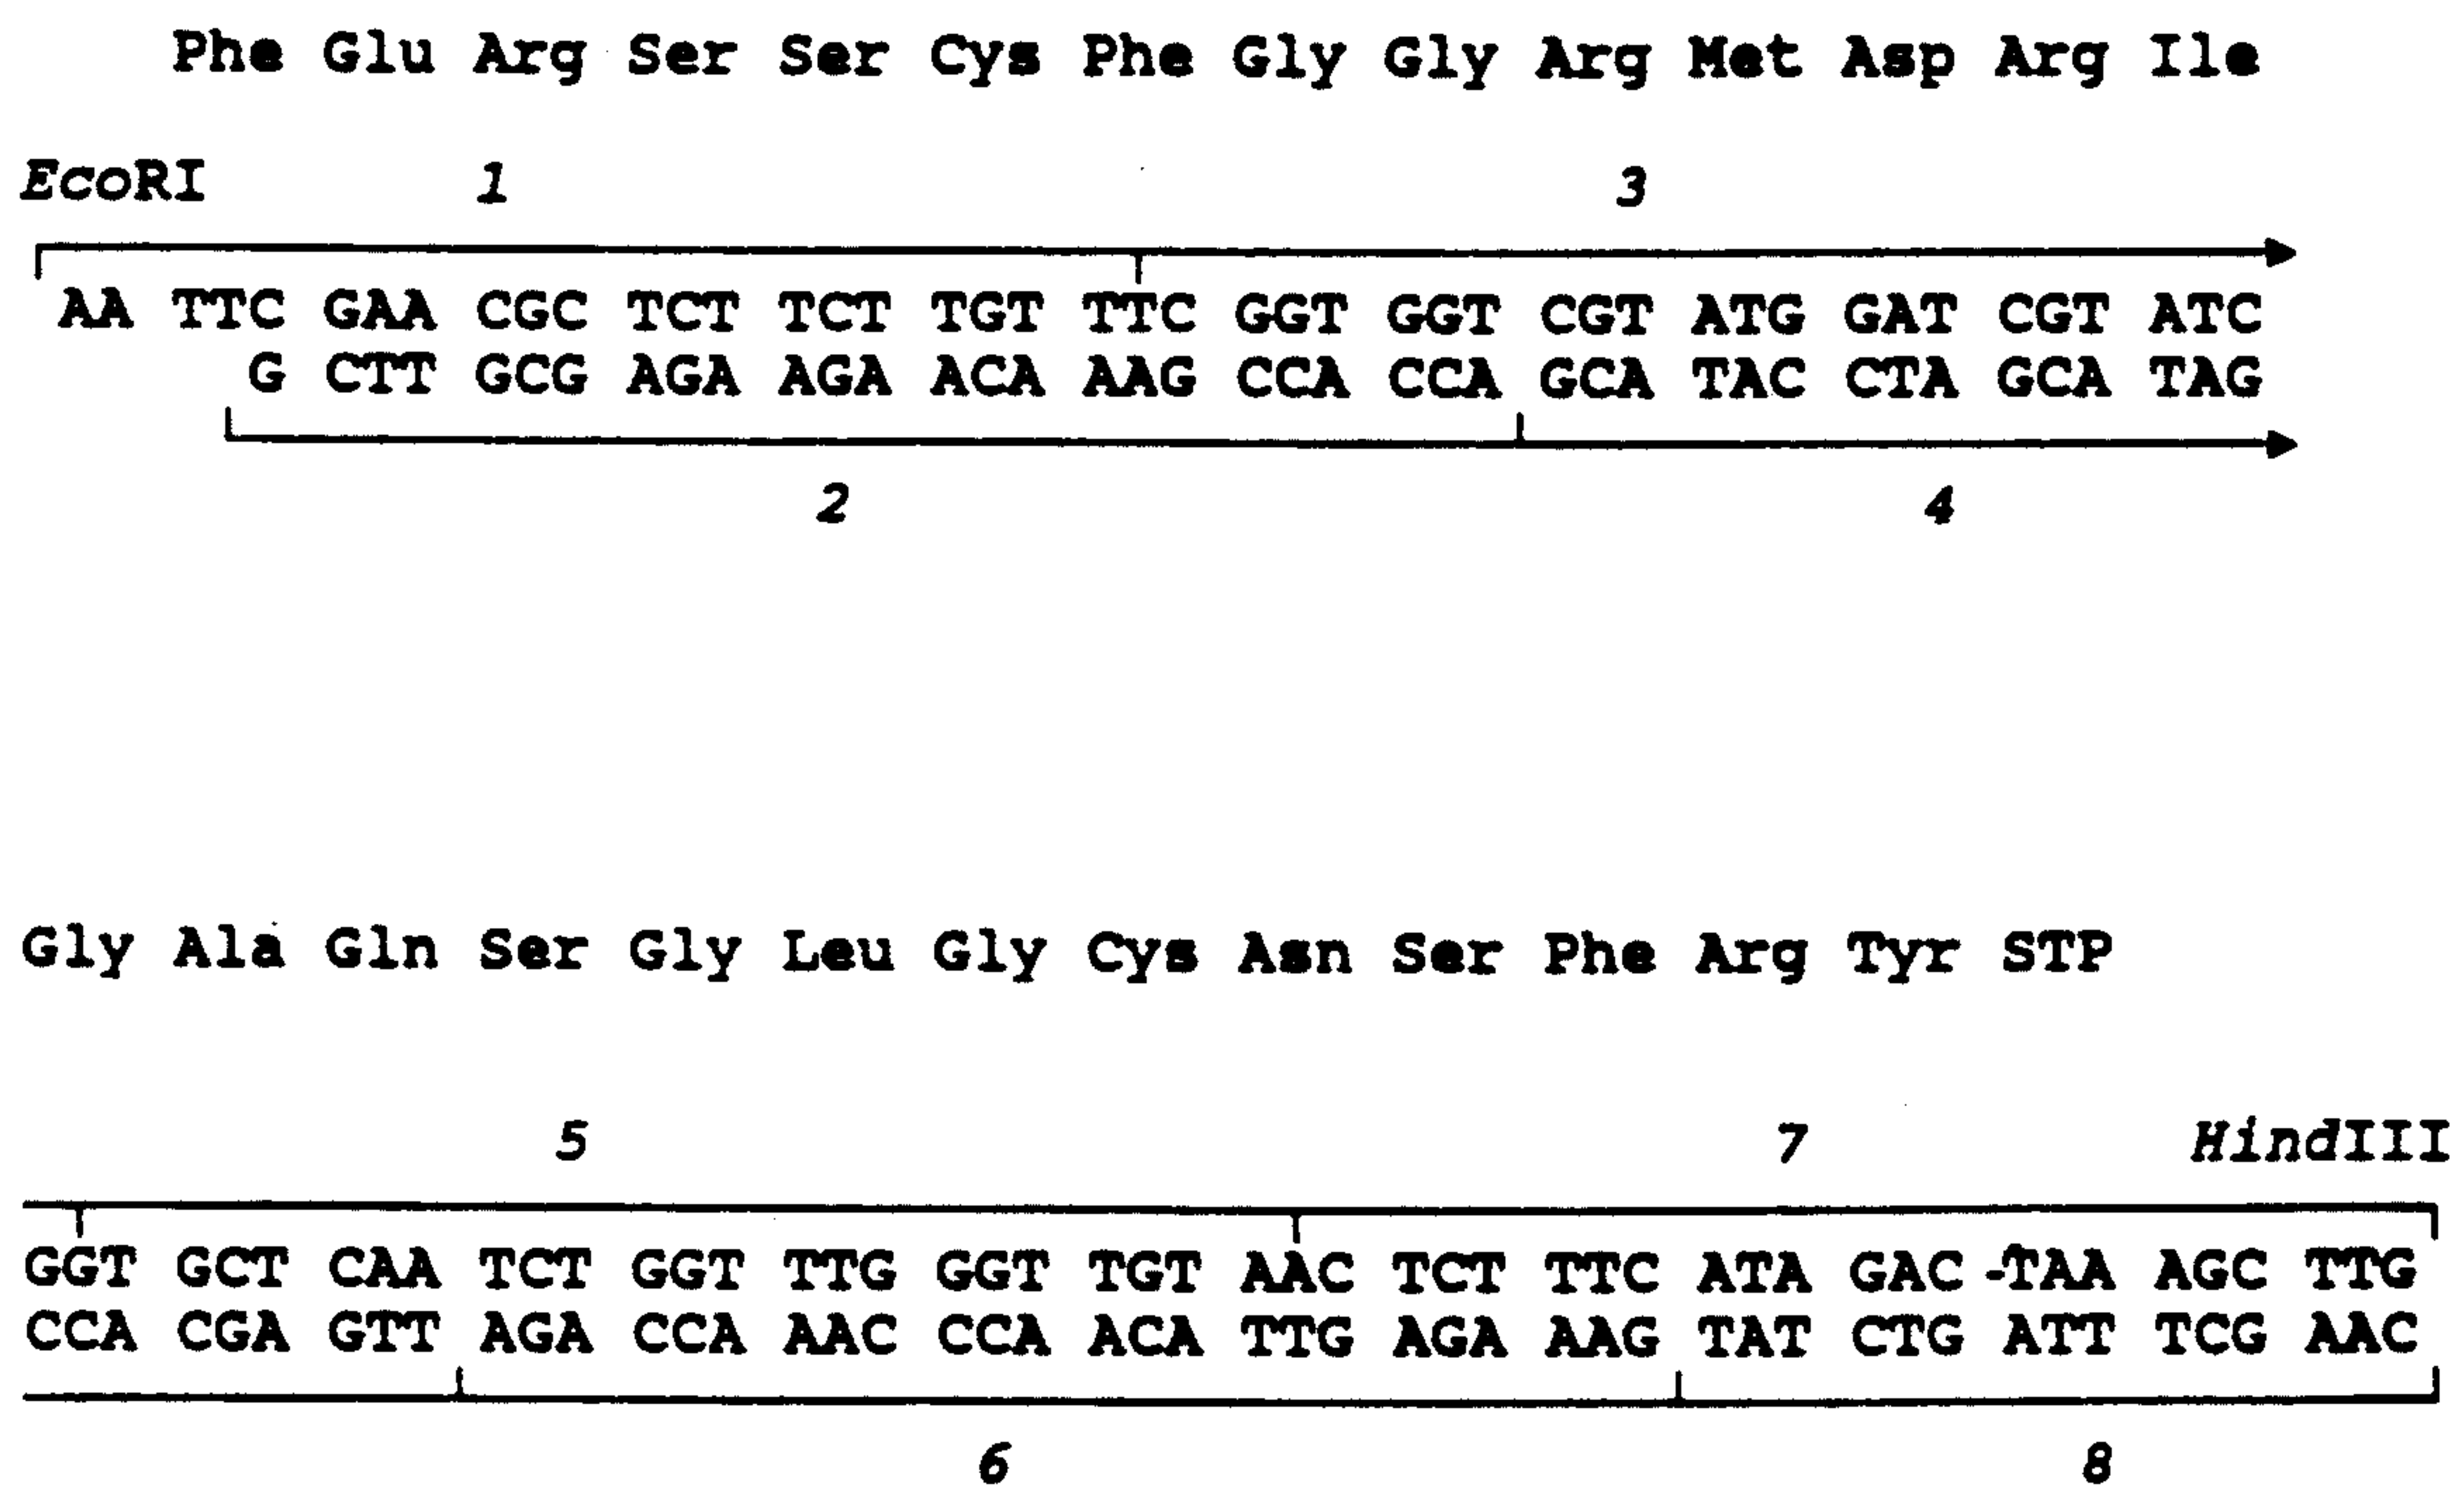 Phe Glu Arg Ser Ser Cys Phe Gly Gly Arg Met Asp Arg Ile
EcoRI 1 3
AA TTC GAA CGC TCT TCT TGT TTC GGT GGT CGT ATG GAT CGT ATC
G CTT GCG AGA AGA ACA AAG CCA CCA GCA TAC CTA GCA TAG
2 4
Gly Ala Gln Ser Gly Leu Gly Cys Asn Ser Phe Arg Tyr STP
5 7 HindIII
GGT GCT CAA TCT GGT TTG GGT TGT AAC TCT TTC ATA GAC -TAA AGC TTG
CCA CGA GTT AGA CCA AAC CCA ACA TTG AGA AAG TAT CTG ATT TCG AAC
6 8